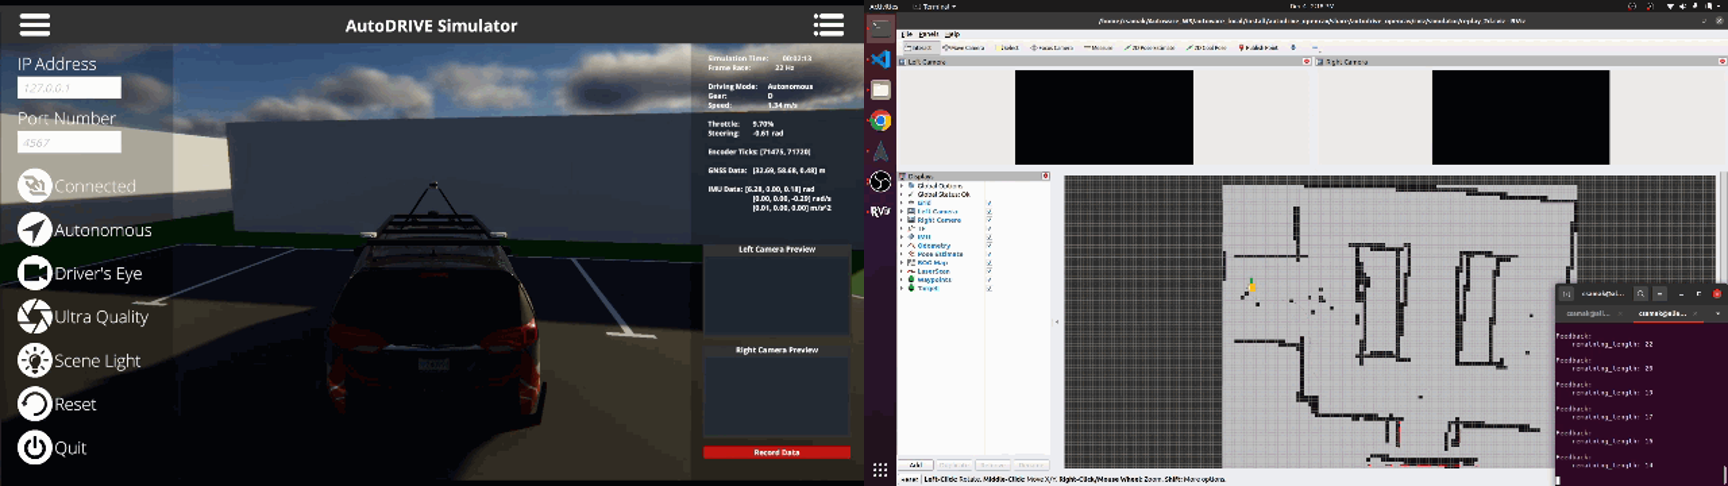 AutoDRIVE Simulator
IP Address
127.0.0.1
Port Number
4567
Connected
Autonomous
Driver's Eye
Ultra Quality
Scene Light
Reset
Quit
Simulation Time: 00:02:13
Frame Rate: 22 Hz
Driving Mode: Autonomous
Gear: D
Speed: 1.34 m/s
Throttle: 9.70%
Steering: -0.61 rad
Encoder Ticks: [71475, 71720]
GNSS Data: [32.69, 58.68, 0.48] m
IMU Data: [6.28, 0.00, 0.18] rad
[0.00, 0.00, -0.29] rad/s
[0.01, 0.00, 0.00] m/s^2
Left Camera Preview
Right Camera Preview
Record Data
Activities
Terminal
File Panels Help
Interact Move Camera Select Focus Camera Measure 2D Pose Estimate 2D Goal Pose Publish Point
Left Camera
Right Camera
Displays
Global Options
Global Status: Ok
Grid
Left Camera
Right Camera
TF
IMU
Odometry
Pose Estimate
LaserScan
Waypoints
Target
Add Duplicate Remove Rename
Left-Click: Rotate. Middle-Click: Move X/Y. Right-Click/Mouse Wheel: Zoom. Shift: More options.
Feedback:
remaining_length: 22
Feedback:
remaining_length: 20
Feedback:
remaining_length: 19
Feedback:
remaining_length: 17
Feedback:
remaining_length: 15
Feedback:
remaining_length: 14